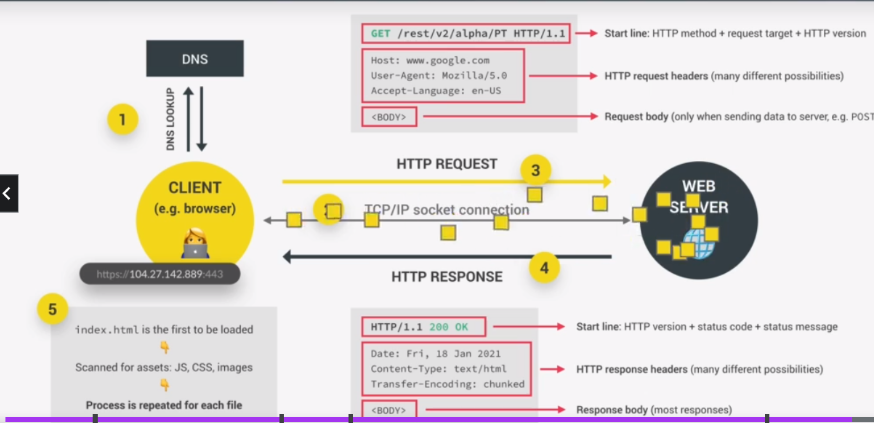 GET /rest/v2/alpha/PT HTTP/1.1
Start line: HTTP method + request target + HTTP version
DNS
Host: www.google.com
User-Agent: Mozilla/5.0
Accept-Language: en-US
HTTP request headers (many different possibilities)
1
DNS LOOKUP
<BODY>
Request body (only when sending data to server, e.g. POST
HTTP REQUEST
3
CLIENT
(e.g. browser)
TCP/IP socket connection
WEB
SERVER
https://104.27.142.889:443
HTTP RESPONSE
4
5
index.html is the first to be loaded
Scanned for assets: JS, CSS, images
Process is repeated for each file
HTTP/1.1 200 OK
Start line: HTTP version + status code + status message
Date: Fri, 18 Jan 2021
Content-Type: text/html
Transfer-Encoding: chunked
HTTP response headers (many different possibilities)
<BODY>
Response body (most responses)